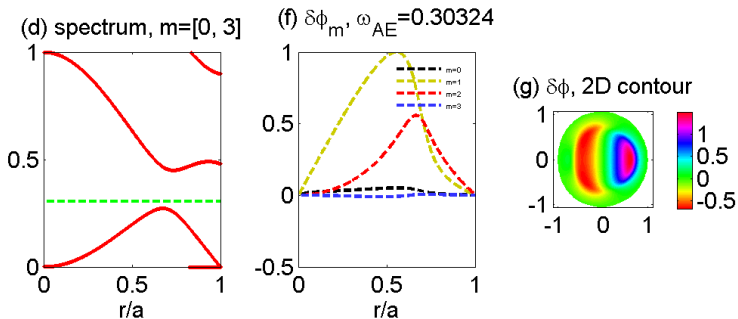 (d) spectrum, m=[0, 3]
1
0.5
0
0 0.5 1
r/a
(f) δϕm, ωAE=0.30324
1
0.5
0
-0.5
m=0
m=1
m=2
m=3
0 0.5 1
r/a
(g) δϕ, 2D contour
1
0
-1
-1 0 1
1
0.5
0
-0.5